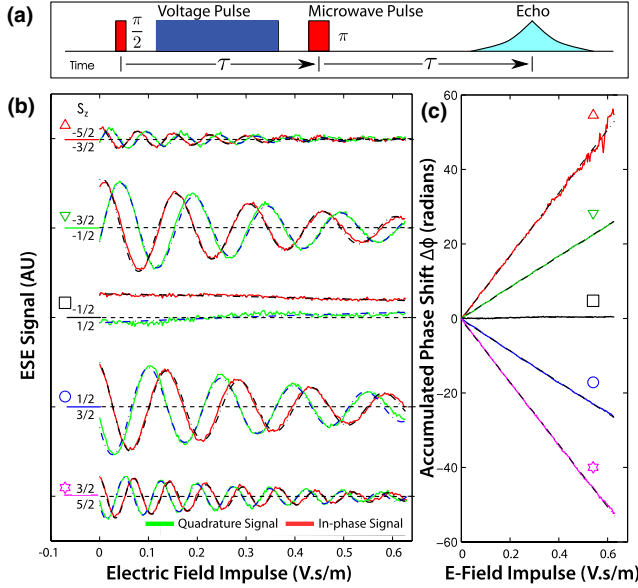 (a)
Voltage Pulse
Microwave Pulse
Echo
π/2
π
Time
τ
τ
(b)
S_z
-5/2
-3/2
-3/2
-1/2
-1/2
1/2
1/2
3/2
3/2
5/2
ESE Signal (AU)
Quadrature Signal
In-phase Signal
-0.1 0 0.1 0.2 0.3 0.4 0.5 0.6
Electric Field Impulse (V.s/m)
(c)
60
40
20
0
-20
-40
-60
Accumulated Phase Shift Δϕ (radians)
0 0.2 0.4 0.6
E-Field Impulse (V.s/m)